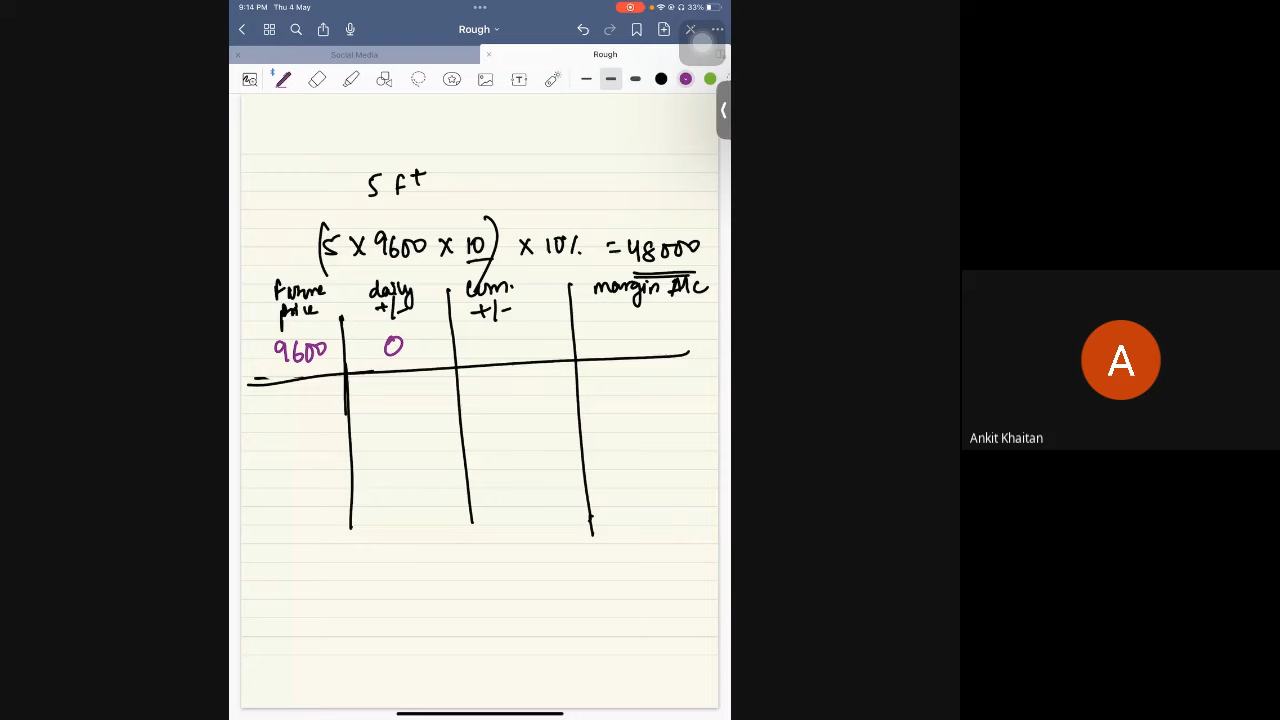 9:14 PM Thu 4 May
33%
Rough
Social Media
Rough
5 ft
(5 x 9600 x 10) x 10% = 48000
future price
daily +/-
cum. +/-
margin A/c
9600
0
A
Ankit Khaitan